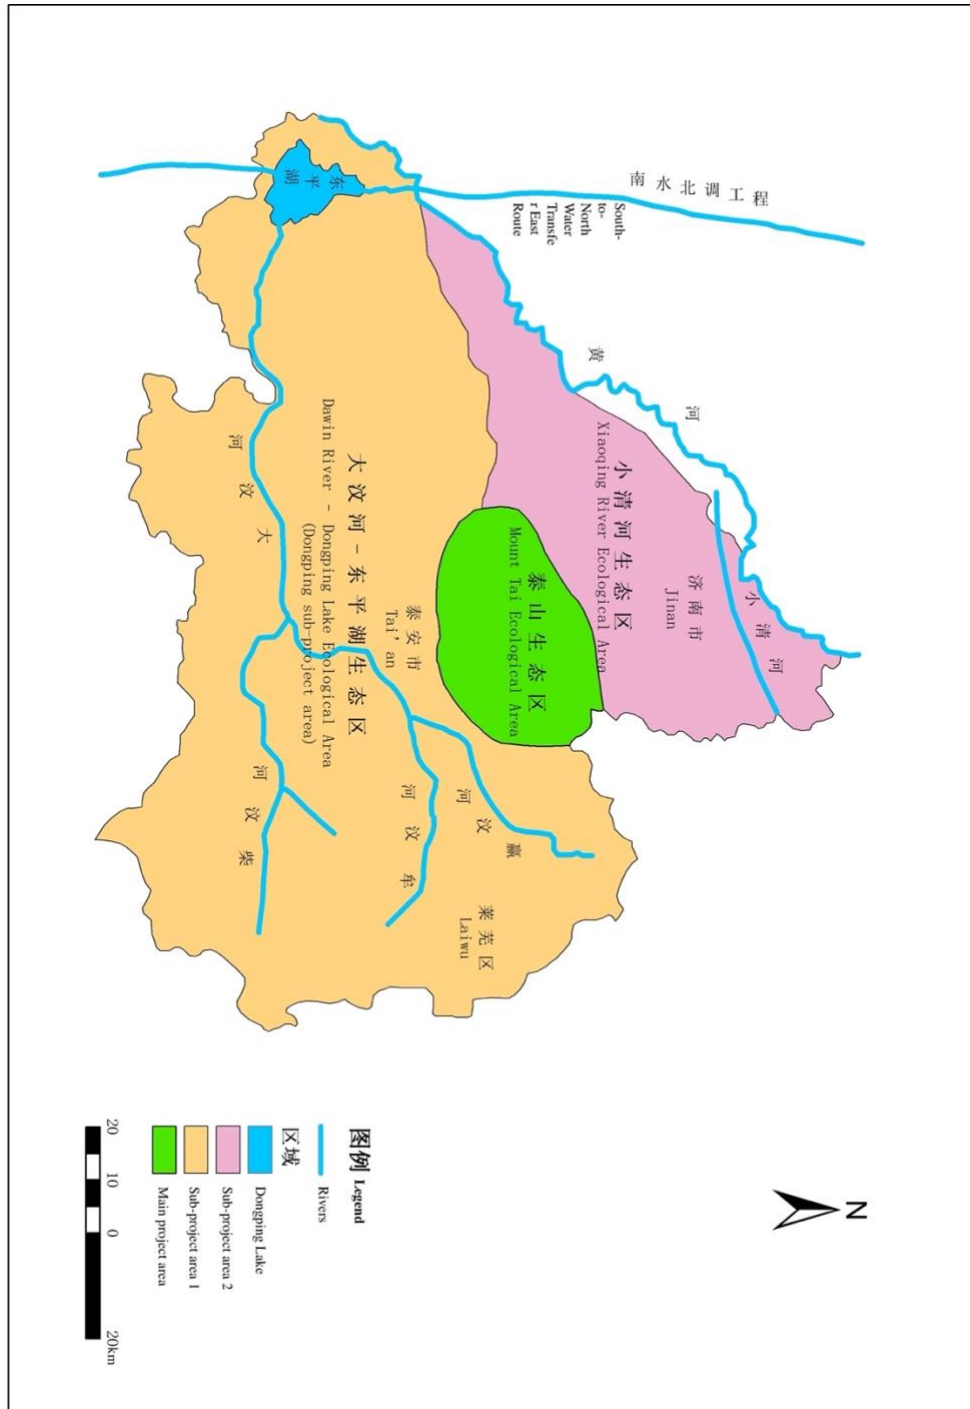 N
南水北调工程
South-
to-
North
Water
Transfe
r East
Route
黄河
小清河
济南市
Jinan
小清河生态区
Xiaoqing River Ecological Area
泰山生态区
Mount Tai Ecological Area
赢汶河
莱芜区
Laiwu
泰安市
Tai' an
牟汶河
大汶河-东平湖生态区
Dawin River - Dongping Lake Ecological Area
(Dongping sub-project area)
东平湖
大汶河
柴汶河
图例 Legend
Rivers
区域
Dongping Lake
Sub-project area 2
Sub-project area 1
Main project area
20 10 0 20km